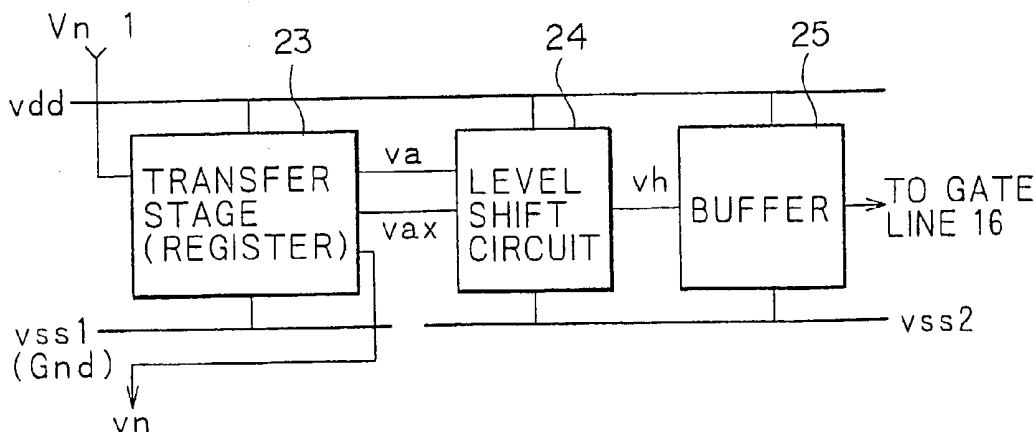 Vn 1
23
24
25
vdd
TRANSFER
STAGE
(REGISTER)
va
vax
LEVEL
SHIFT
CIRCUIT
vh
BUFFER
TO GATE
LINE 16
vss1
(Gnd)
vss2
vn